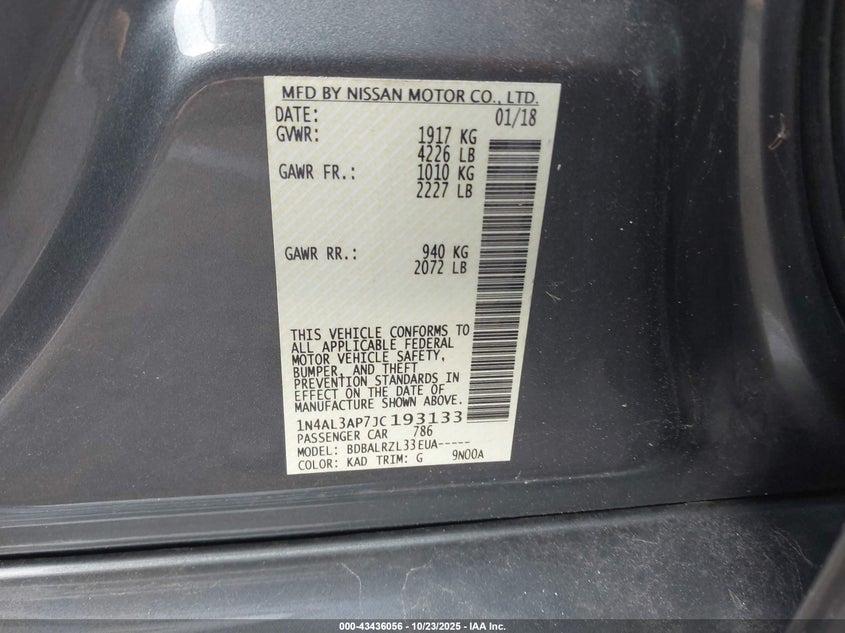 MFD BY NISSAN MOTOR CO., LTD.
DATE: 01/18
GVWR: 1917 KG
4226 LB
GAWR FR.: 1010 KG
2227 LB
GAWR RR.: 940 KG
2072 LB
THIS VEHICLE CONFORMS TO
ALL APPLICABLE FEDERAL
MOTOR VEHICLE SAFETY,
BUMPER, AND THEFT
PREVENTION STANDARDS IN
EFFECT ON THE DATE OF
MANUFACTURE SHOWN ABOVE.
1N4AL3AP7JC193133
PASSENGER CAR 786
MODEL: BDBALRZL33EUA-----
COLOR: KAD TRIM: G 9N00A
000-43436056 - 10/23/2025 - IAA Inc.